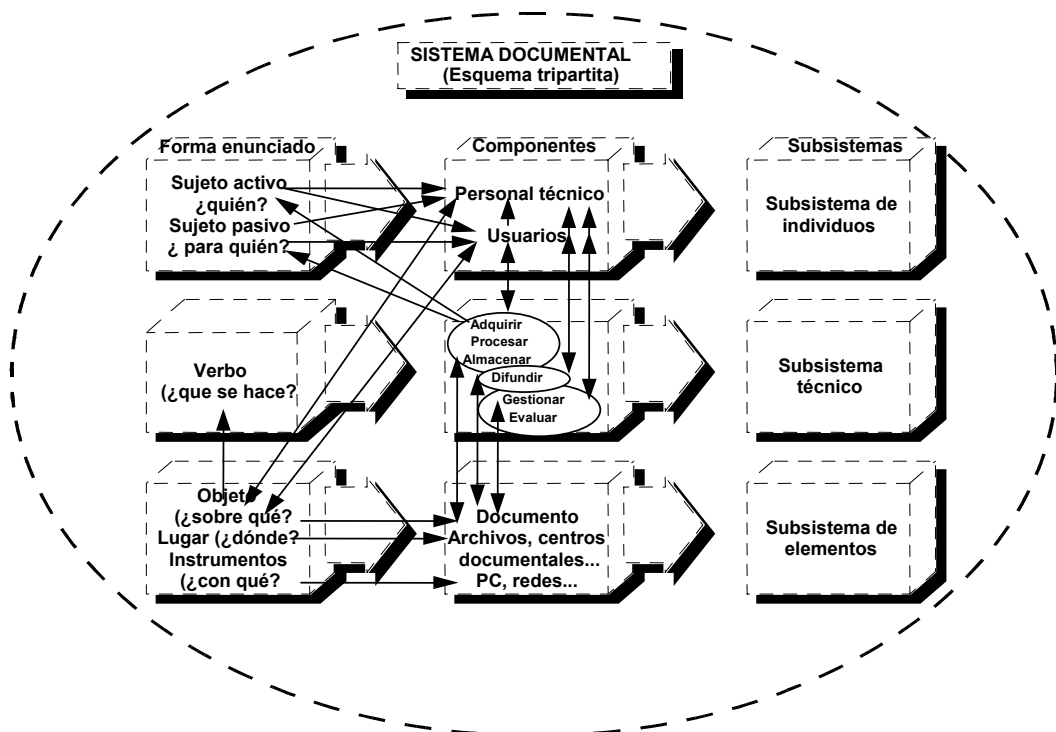 SISTEMA DOCUMENTAL
(Esquema tripartita)
Forma enunciado
Sujeto activo
¿quién?
Sujeto pasivo
¿ para quién?
Componentes
Personal técnico
Usuarios
Subsistemas
Subsistema de
individuos
Verbo
(¿que se hace?
Adquirir
Procesar
Almacenar
Difundir
Gestionar
Evaluar
Subsistema
técnico
Objeto
(¿sobre qué?
Lugar (¿dónde?
Instrumentos
(¿con qué?
Documento
Archivos, centros
documentales...
PC, redes...
Subsistema de
elementos